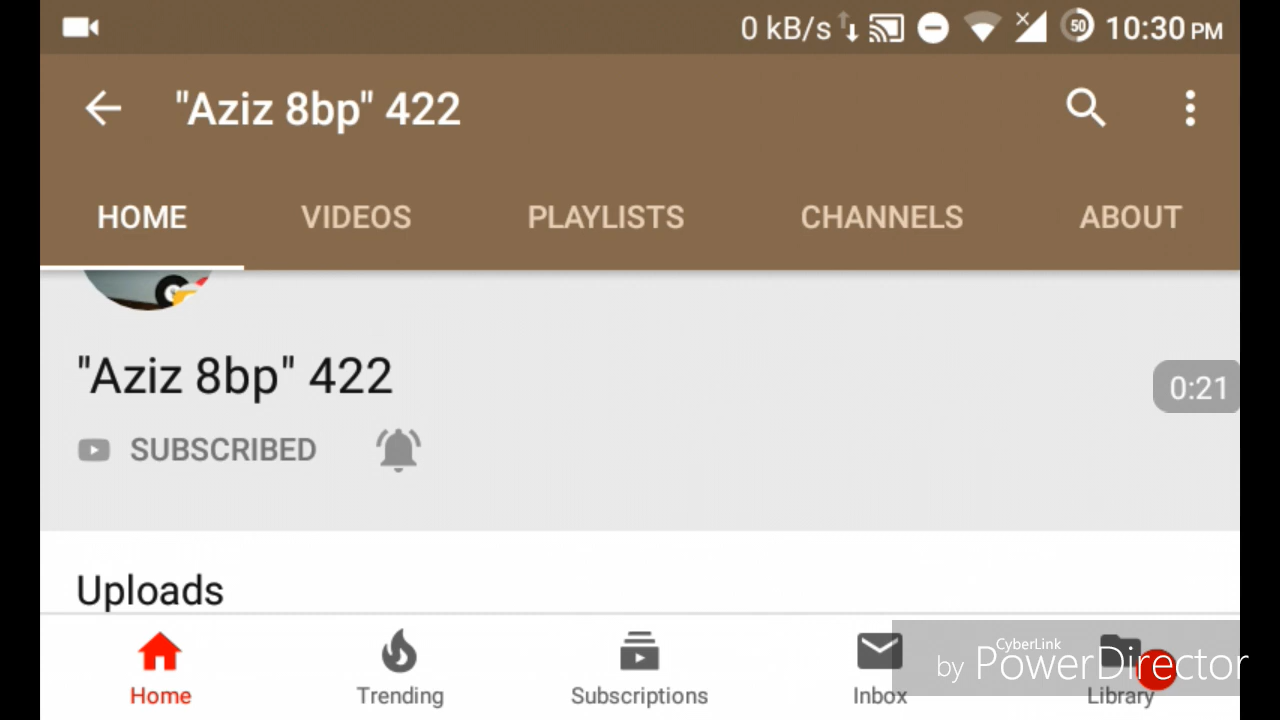 0 kB/s 50 10:30 PM
"Aziz 8bp" 422
HOME VIDEOS PLAYLISTS CHANNELS ABOUT
"Aziz 8bp" 422
0:21
SUBSCRIBED
Uploads
Home Trending Subscriptions Inbox Library
CyberLink
by PowerDirector